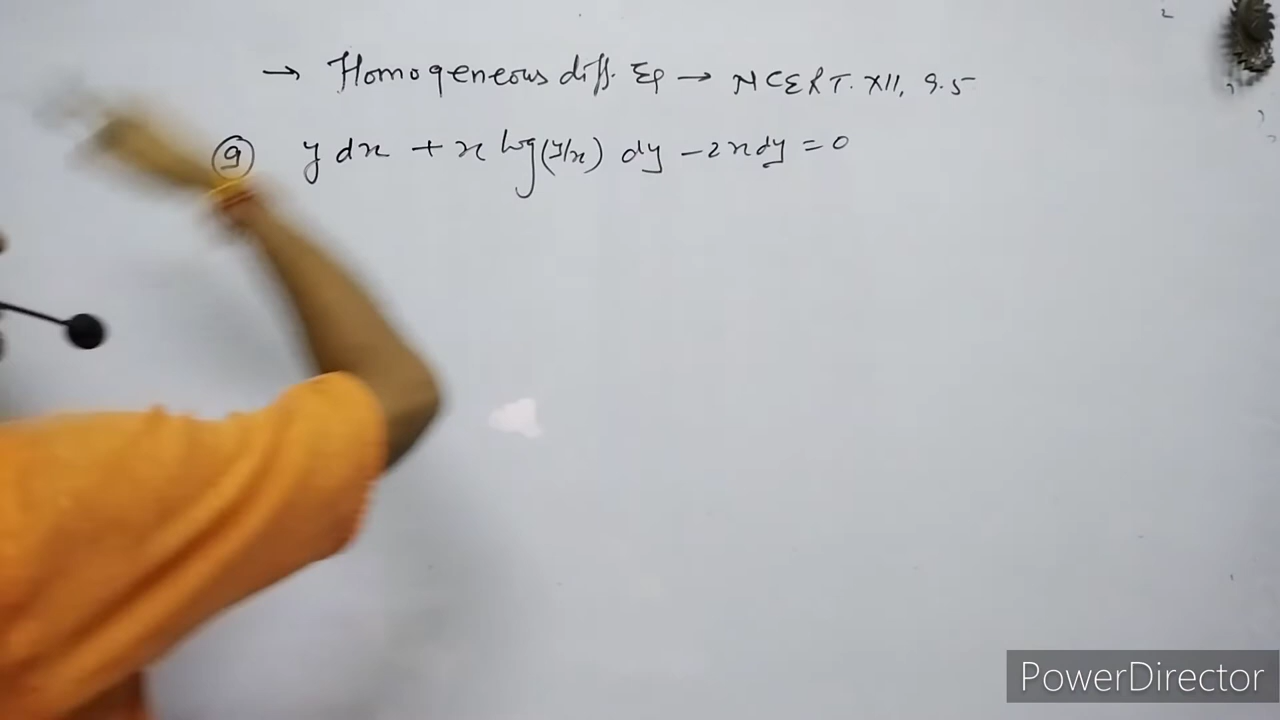 → Homogeneous diff. Eq → NCERT. XII, 9.5
⑨ y dx + x log(y/x) dy - 2x dy = 0
PowerDirector